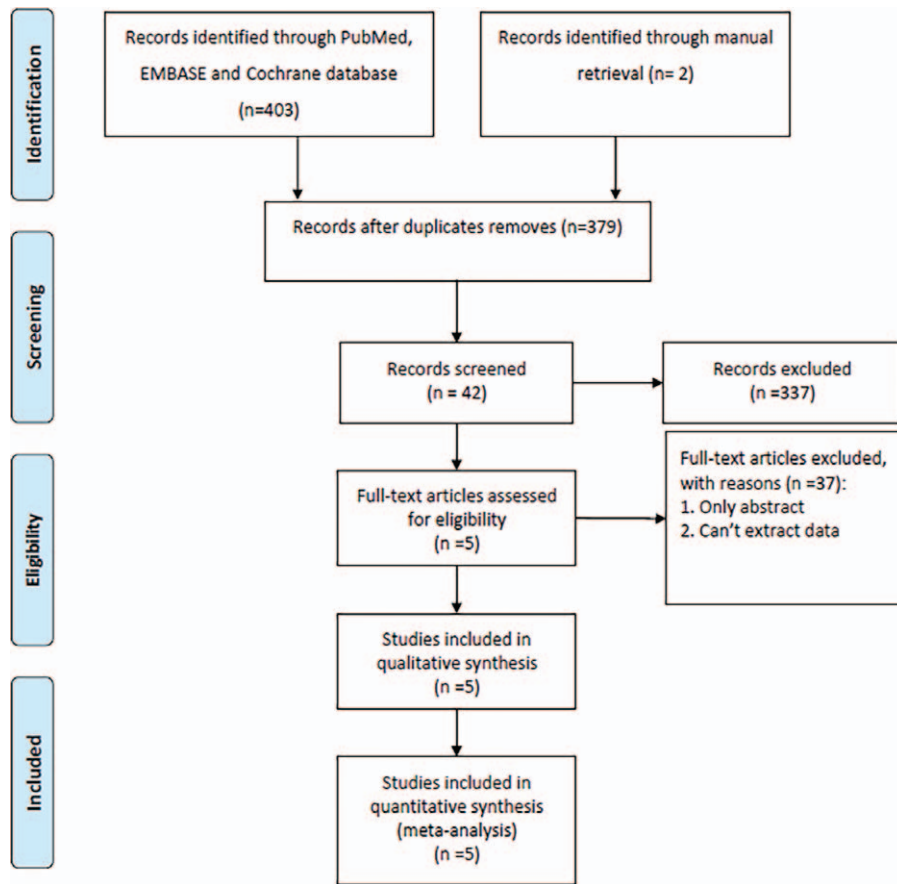 Identification
Records identified through PubMed,
EMBASE and Cochrane database
(n=403)
Records identified through manual
retrieval (n= 2)
Records after duplicates removes (n=379)
Screening
Records screened
(n = 42)
Records excluded
(n =337)
Eligibility
Full-text articles assessed
for eligibility
(n =5)
Full-text articles excluded,
with reasons (n =37):
1. Only abstract
2. Can't extract data
Studies included in
qualitative synthesis
(n =5)
Included
Studies included in
quantitative synthesis
(meta-analysis)
(n =5)